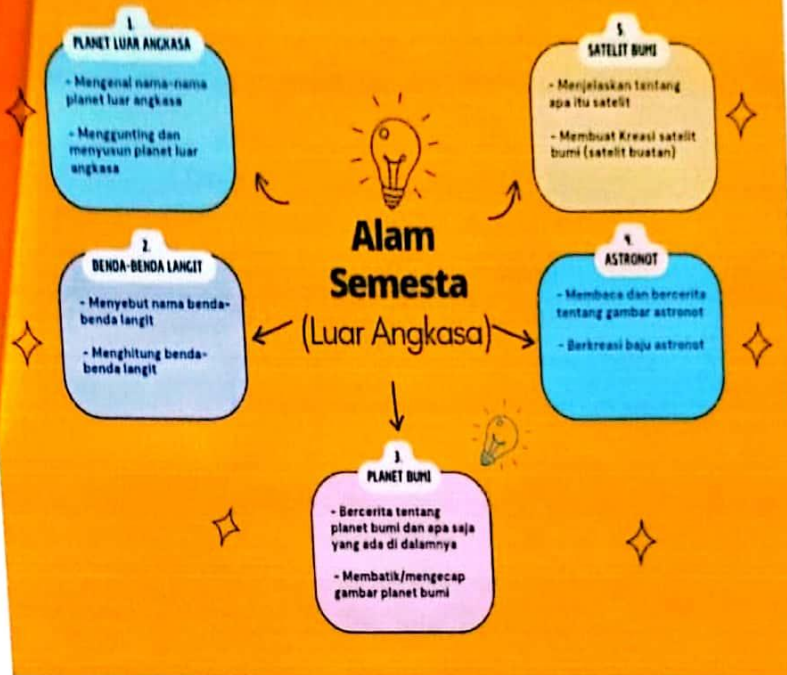 Alam
Semesta
(Luar Angkasa)
1.
PLANET LUAR ANGKASA
- Mengenal nama-nama
planet luar angkasa
- Menggunting dan
menyusun planet luar
angkasa
2.
BENDA-BENDA LANGIT
- Menyebut nama benda-
benda langit
- Menghitung benda-
benda langit
3.
PLANET BUMI
- Bercerita tentang
planet bumi dan apa saja
yang ada di dalamnya
- Membatik/mengecap
gambar planet bumi
4.
ASTRONOT
- Membaca dan bercerita
tentang gambar astronot
- Berkreasi baju astronot
5.
SATELIT BUMI
- Menjelaskan tentang
apa itu satelit
- Membuat Kreasi satelit
bumi (satelit buatan)